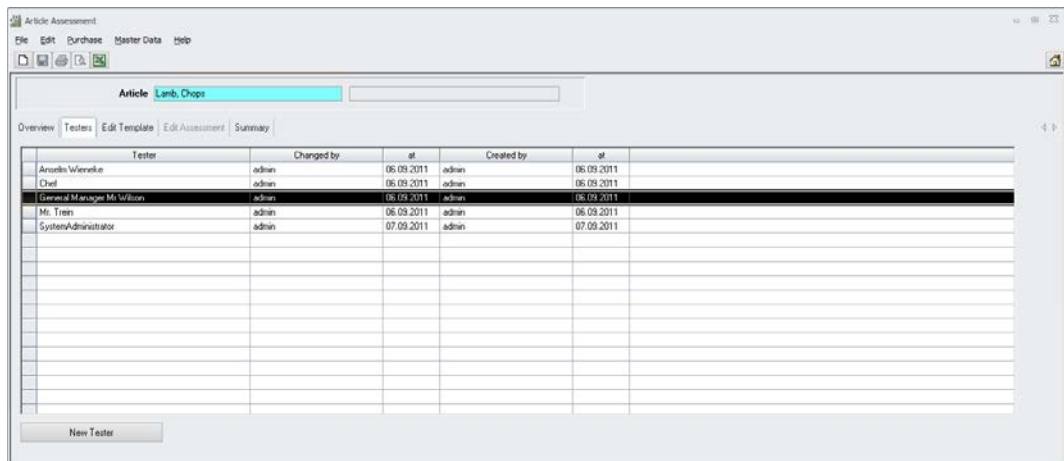 Article Assessment
File Edit Purchase Master Data Help
Article Lamb, Chops
Overview Testers Edit Template Edit Assessment Summary
Tester Changed by at Created by at
Anselm Wieneke admin 06.09.2011 admin 06.09.2011
Chef admin 06.09.2011 admin 06.09.2011
General Manager Mr Wilson admin 06.09.2011 admin 06.09.2011
Mr. Trein admin 06.09.2011 admin 06.09.2011
SystemAdministrator admin 07.09.2011 admin 07.09.2011
New Tester